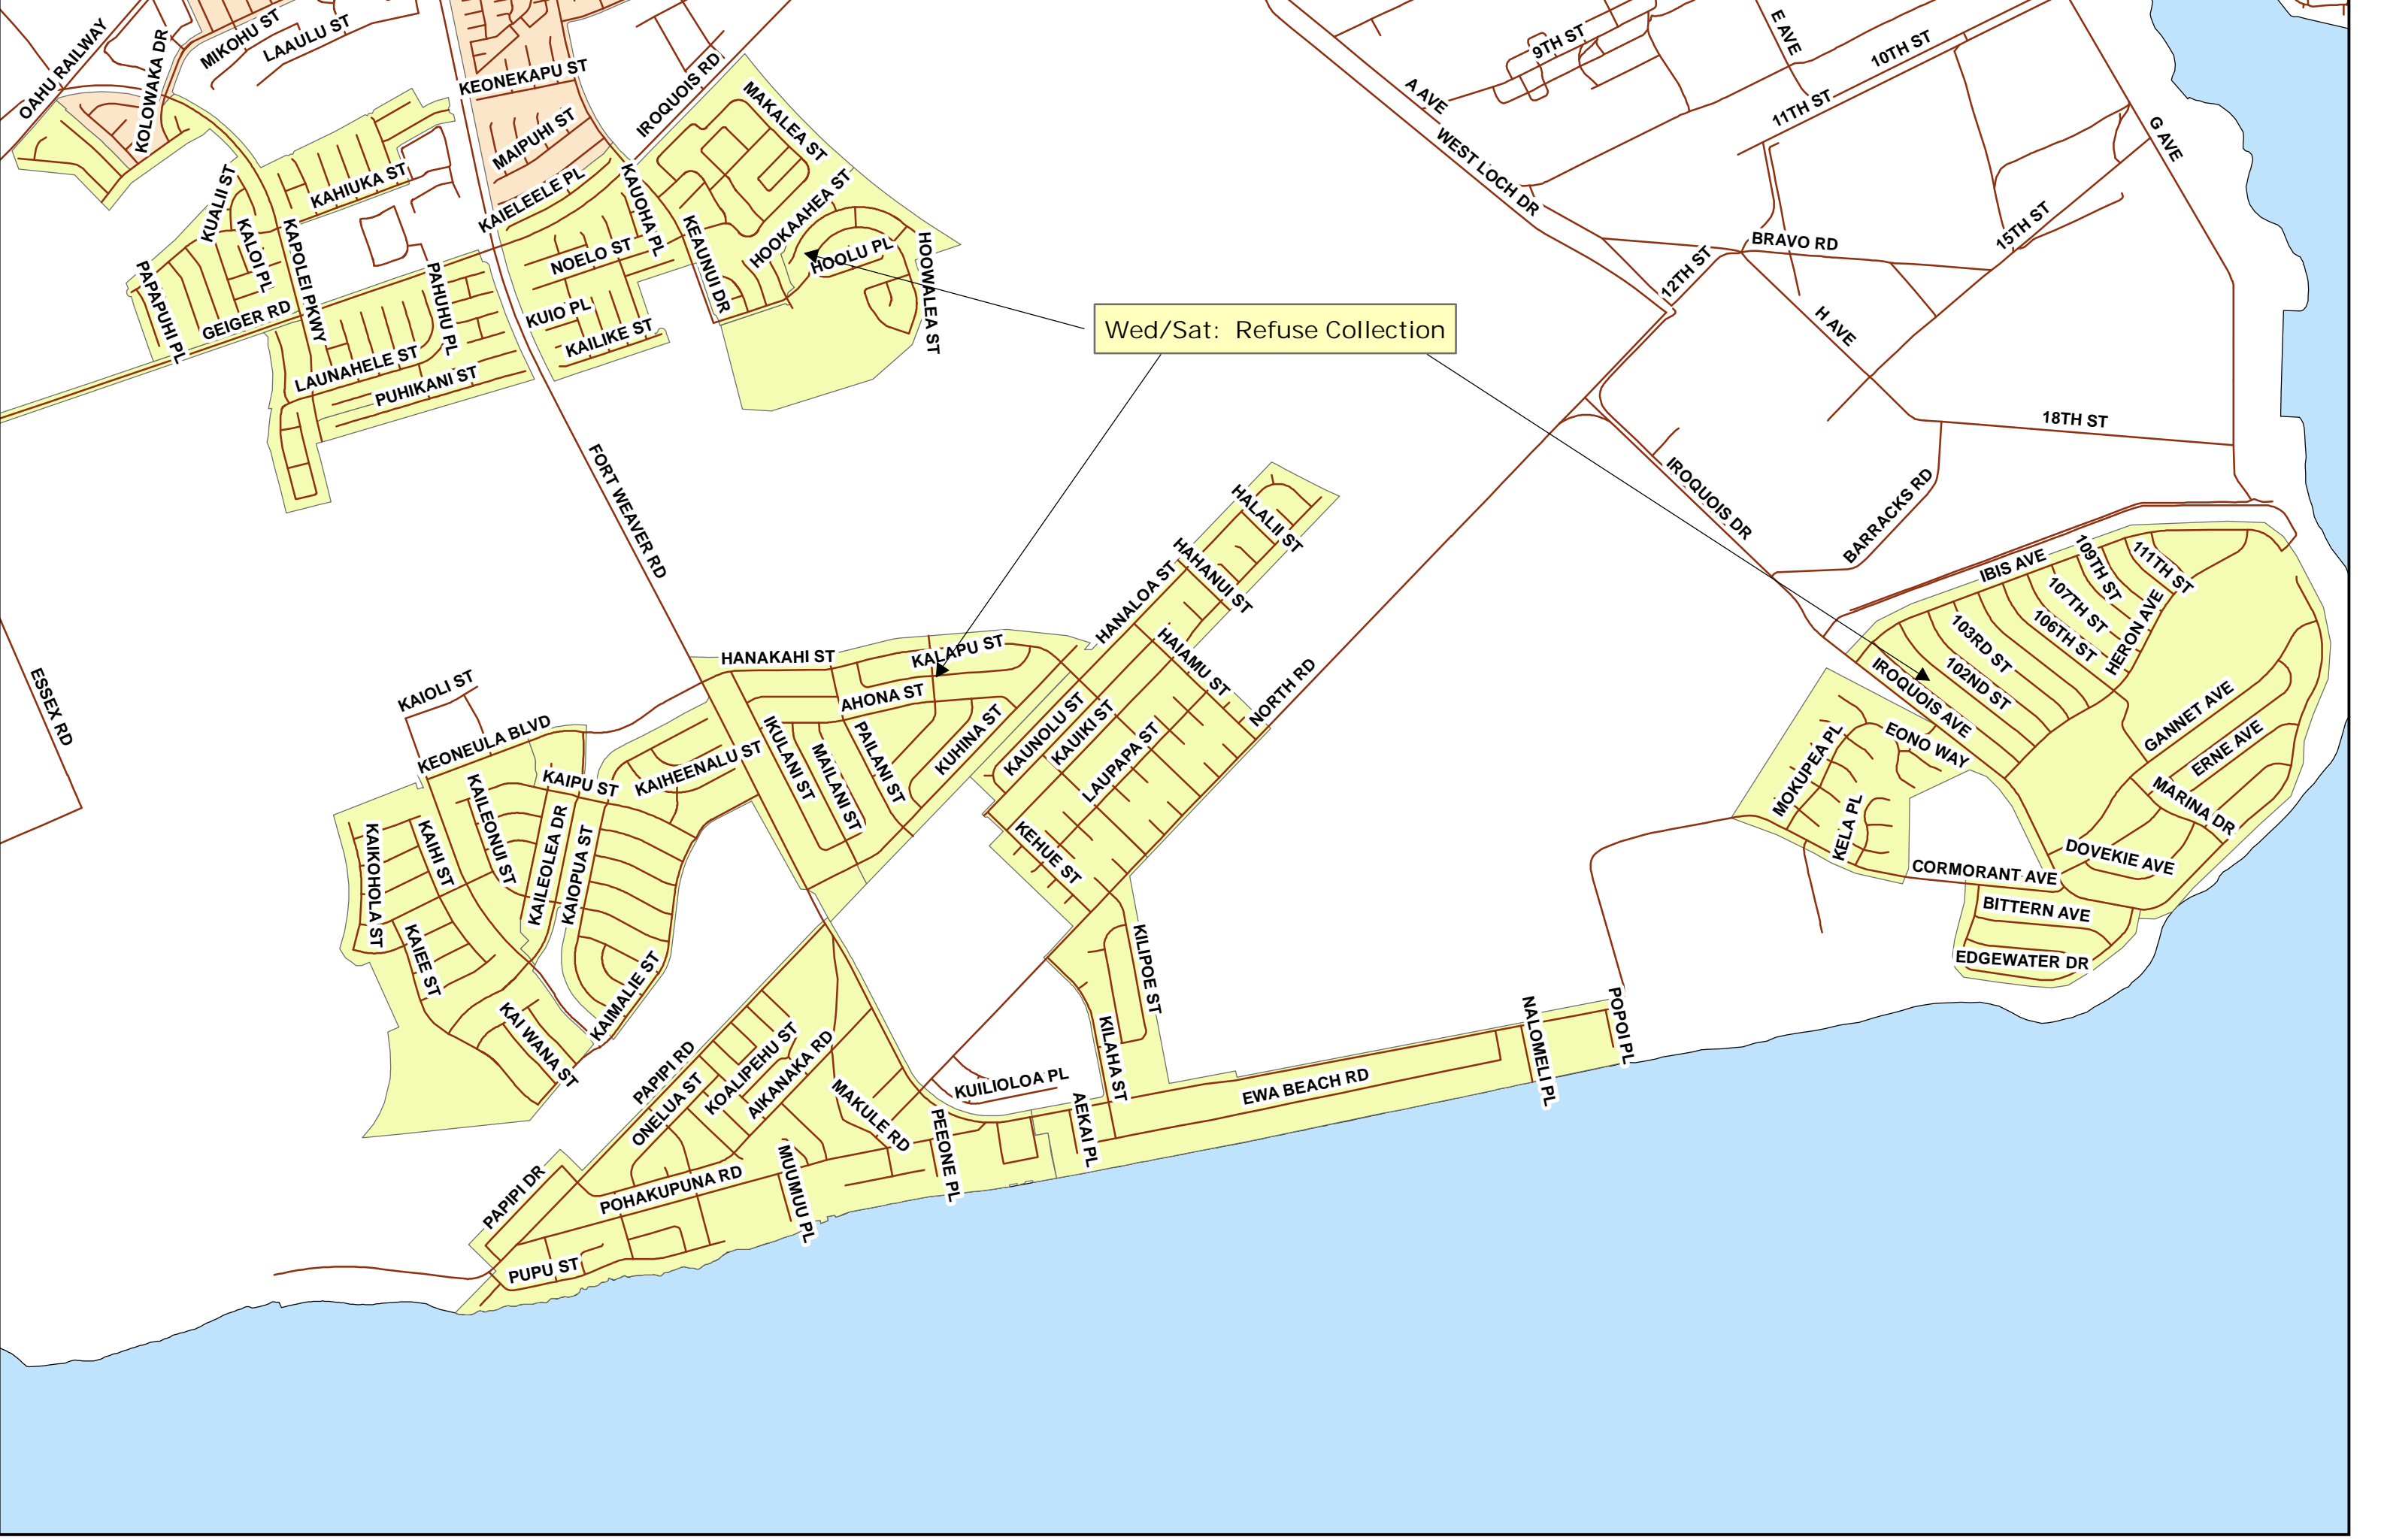 OAHU RAILWAY
KOLOWAKA DR
MIKOHU ST
LAAULU ST
KEONEKAPU ST
IROQUOIS RD
MAIPUHI ST
MAKALEA ST
9TH ST
E AVE
10TH ST
A AVE
11TH ST
G AVE
WEST LOCH DR
KUALII ST
KAHIUKA ST
KAIELEELE PL
KAUOHA PL
HOOKAAHEA ST
KALOI PL
KAPOLEI PKWY
NOELO ST
KEAUNUI DR
HOOLU PL
HOOWALEA ST
BRAVO RD
15TH ST
12TH ST
PAPAPUHI PL
GEIGER RD
PAHUHU PL
KUIO PL
KAILIKE ST
Wed/Sat: Refuse Collection
H AVE
LAUNAHELE ST
PUHIKANI ST
18TH ST
FORT WEAVER RD
HALALII ST
IROQUOIS DR
BARRACKS RD
HAHANUI ST
HANALOA ST
IBIS AVE
109TH ST
111TH ST
107TH ST
106TH ST
HERON AVE
103RD ST
102ND ST
IROQUOIS AVE
ESSEX RD
KAIOLI ST
HANAKAHI ST
KALAPU ST
HAIAMU ST
NORTH RD
AHONA ST
KEONEULA BLVD
KAIHEENALU ST
IKULANI ST
MAILANI ST
PAILANI ST
KUHINA ST
KAUNOLU ST
KAUIKI ST
LAUPAPA ST
MOKUPEA PL
EONO WAY
GANNET AVE
ERNE AVE
MARINA DR
KAIPU ST
KAILEONUI ST
KAILEOLEA DR
KAIOPUA ST
KAIKOHOLA ST
KAIHI ST
KEHUE ST
KELA PL
DOVEKIE AVE
CORMORANT AVE
BITTERN AVE
EDGEWATER DR
KAIEE ST
KAIMALIE ST
KAI WANA ST
KILIPOE ST
KILAHA ST
NALOMELI PL
POPOI PL
PAPIPI RD
ONELUA ST
KOALIPEHU ST
AIKANAKA RD
MAKULE RD
KUILIOLOA PL
EWA BEACH RD
AEKAI PL
PEEONE PL
PAPIPI DR
POHAKUPUNA RD
MUUMUU PL
PUPU ST